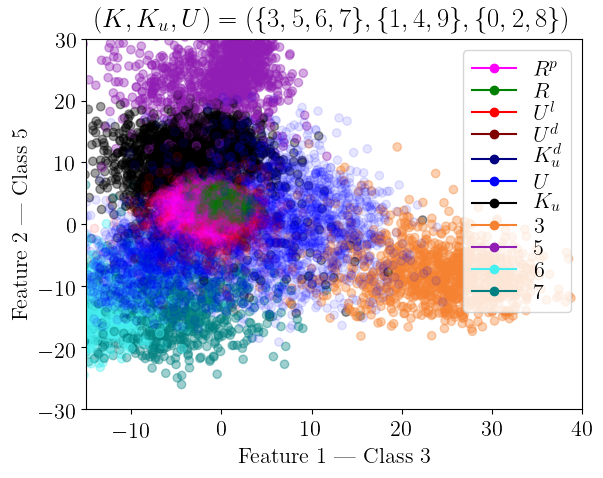 (K, K_u, U) = ({3, 5, 6, 7}, {1, 4, 9}, {0, 2, 8})
30
20
10
0
−10
−20
−30
Feature 2 — Class 5
R^p
R
U^l
U^d
K_u^d
U
K_u
3
5
6
7
−10
0
10
20
30
40
Feature 1 — Class 3